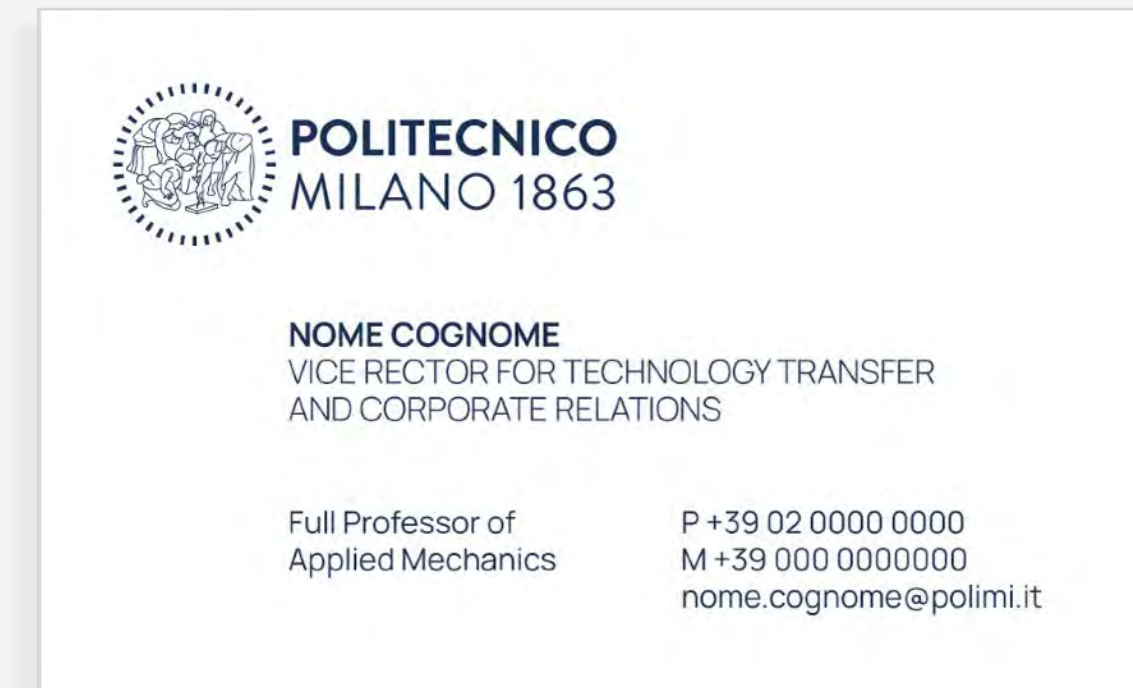 POLITECNICO
MILANO 1863
NOME COGNOME
VICE RECTOR FOR TECHNOLOGY TRANSFER
AND CORPORATE RELATIONS
Full Professor of
Applied Mechanics
P +39 02 0000 0000
M +39 000 0000000
nome.cognome@polimi.it